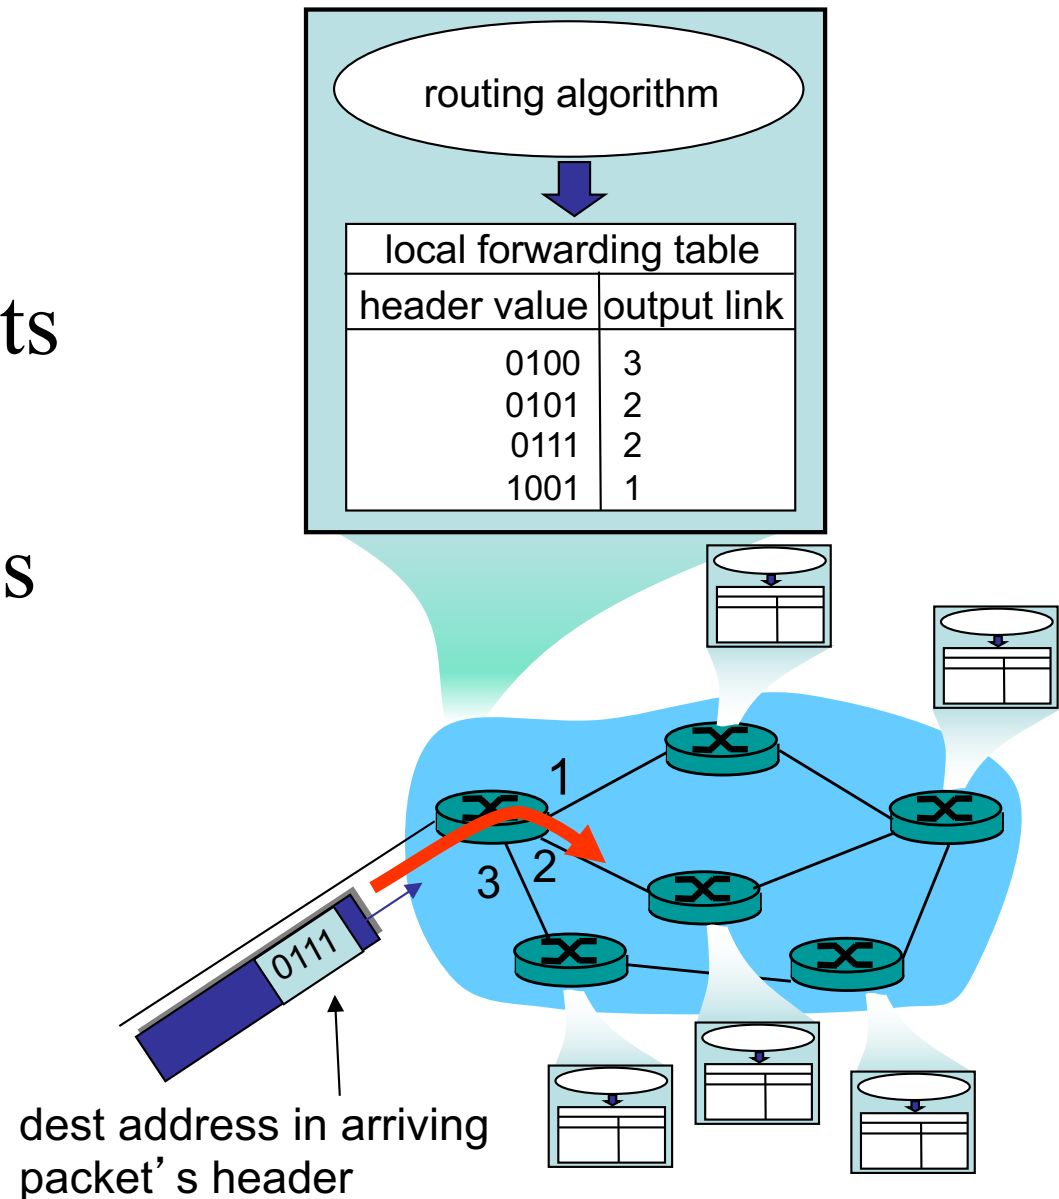 routing algorithm
local forwarding table
header value output link
0100 3
0101 2
0111 2
1001 1
ts
s
1
2
3
0111
dest address in arriving
packet’ s header